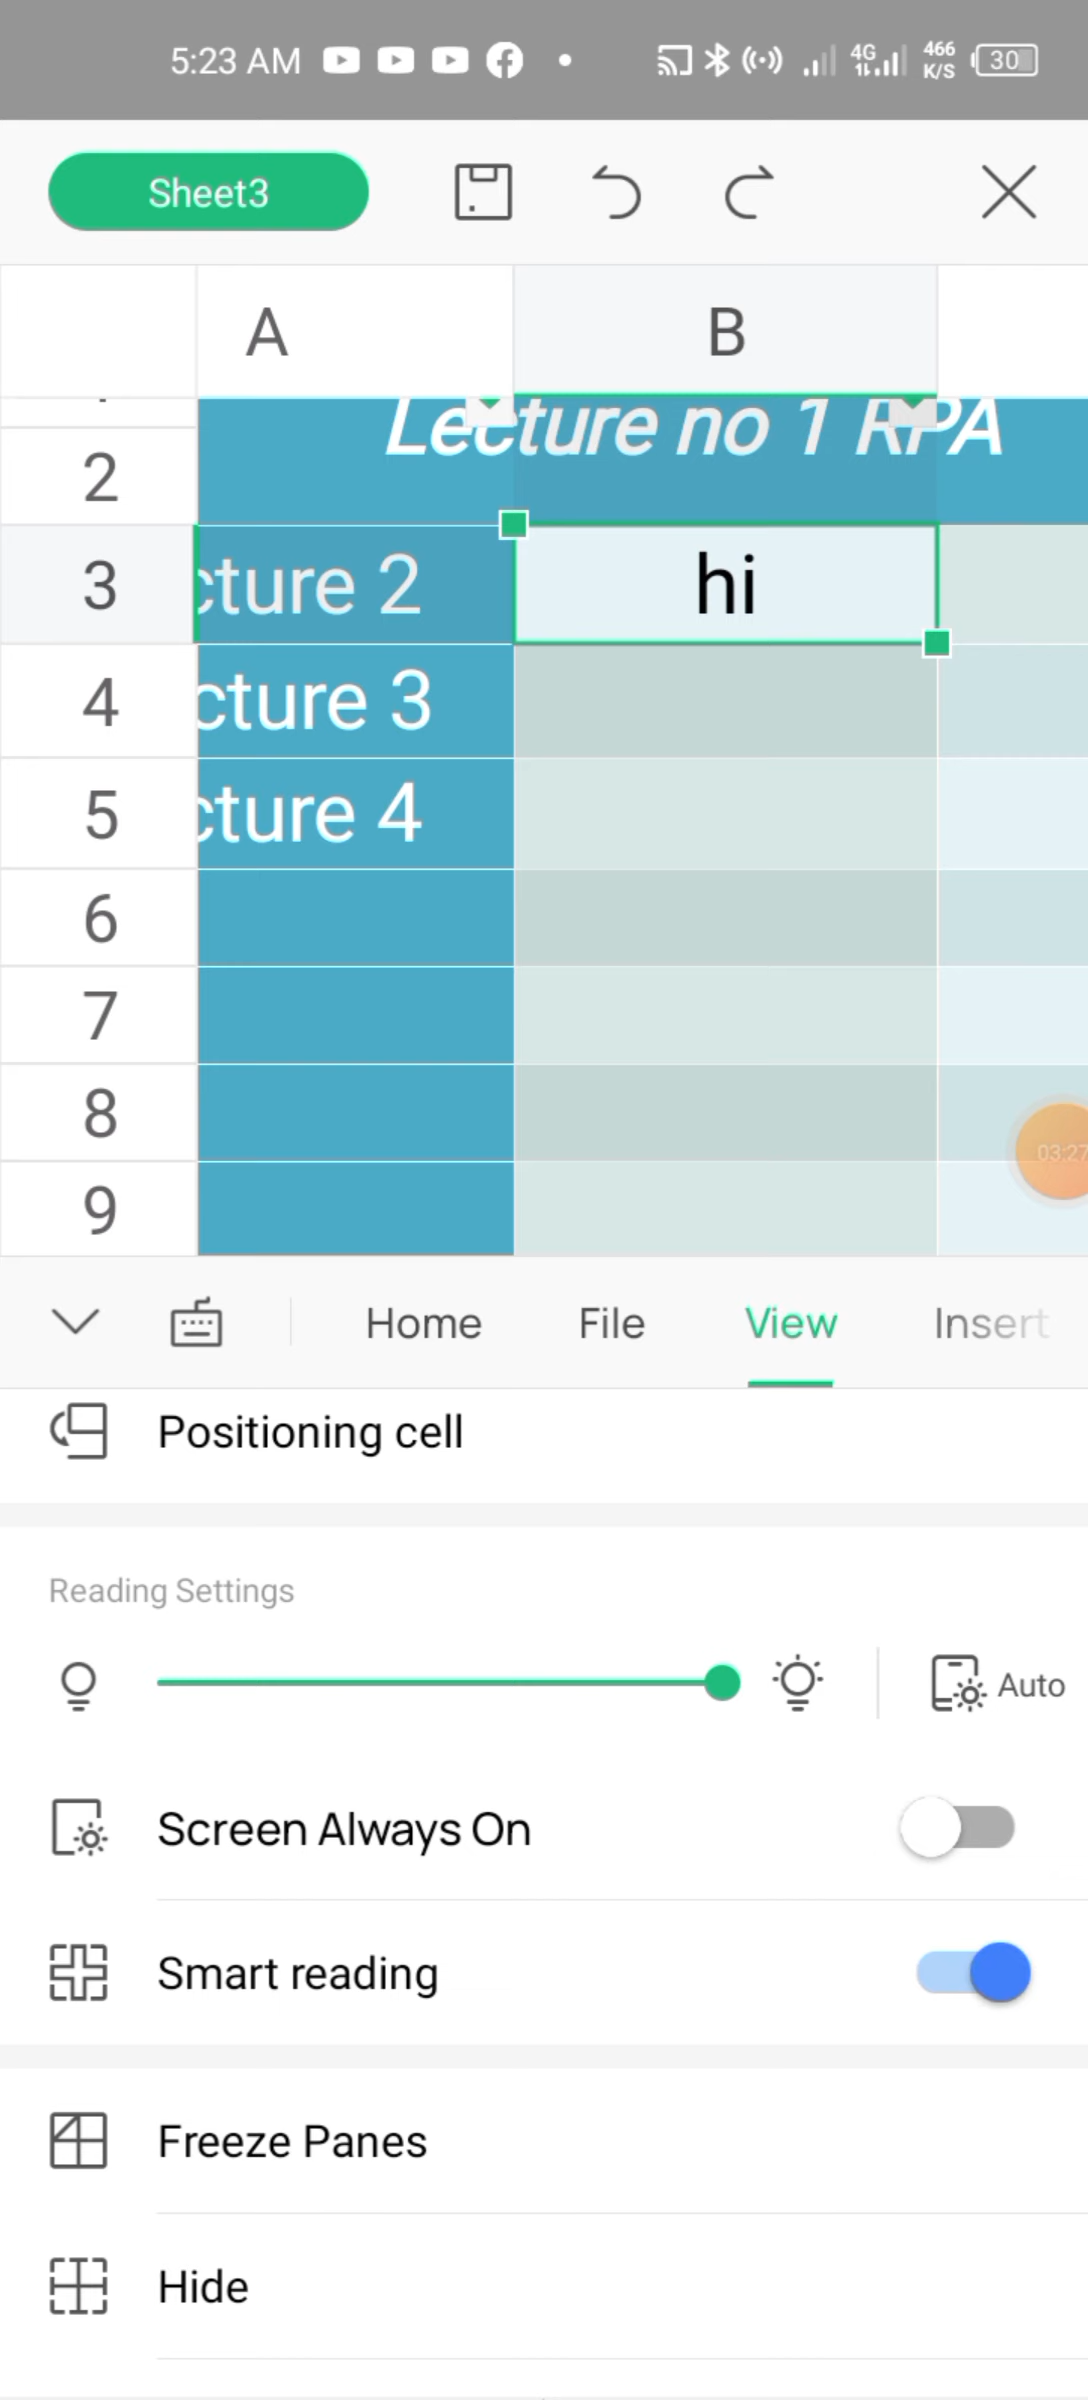 5:23 AM 4G 466 K/S 30
Sheet3
A B
Lecture no 1 RPA
2
3 cture 2 hi
4 cture 3
5 cture 4
6
7
8
9
03:27
Home File View Insert
Positioning cell
Reading Settings
Auto
Screen Always On
Smart reading
Freeze Panes
Hide